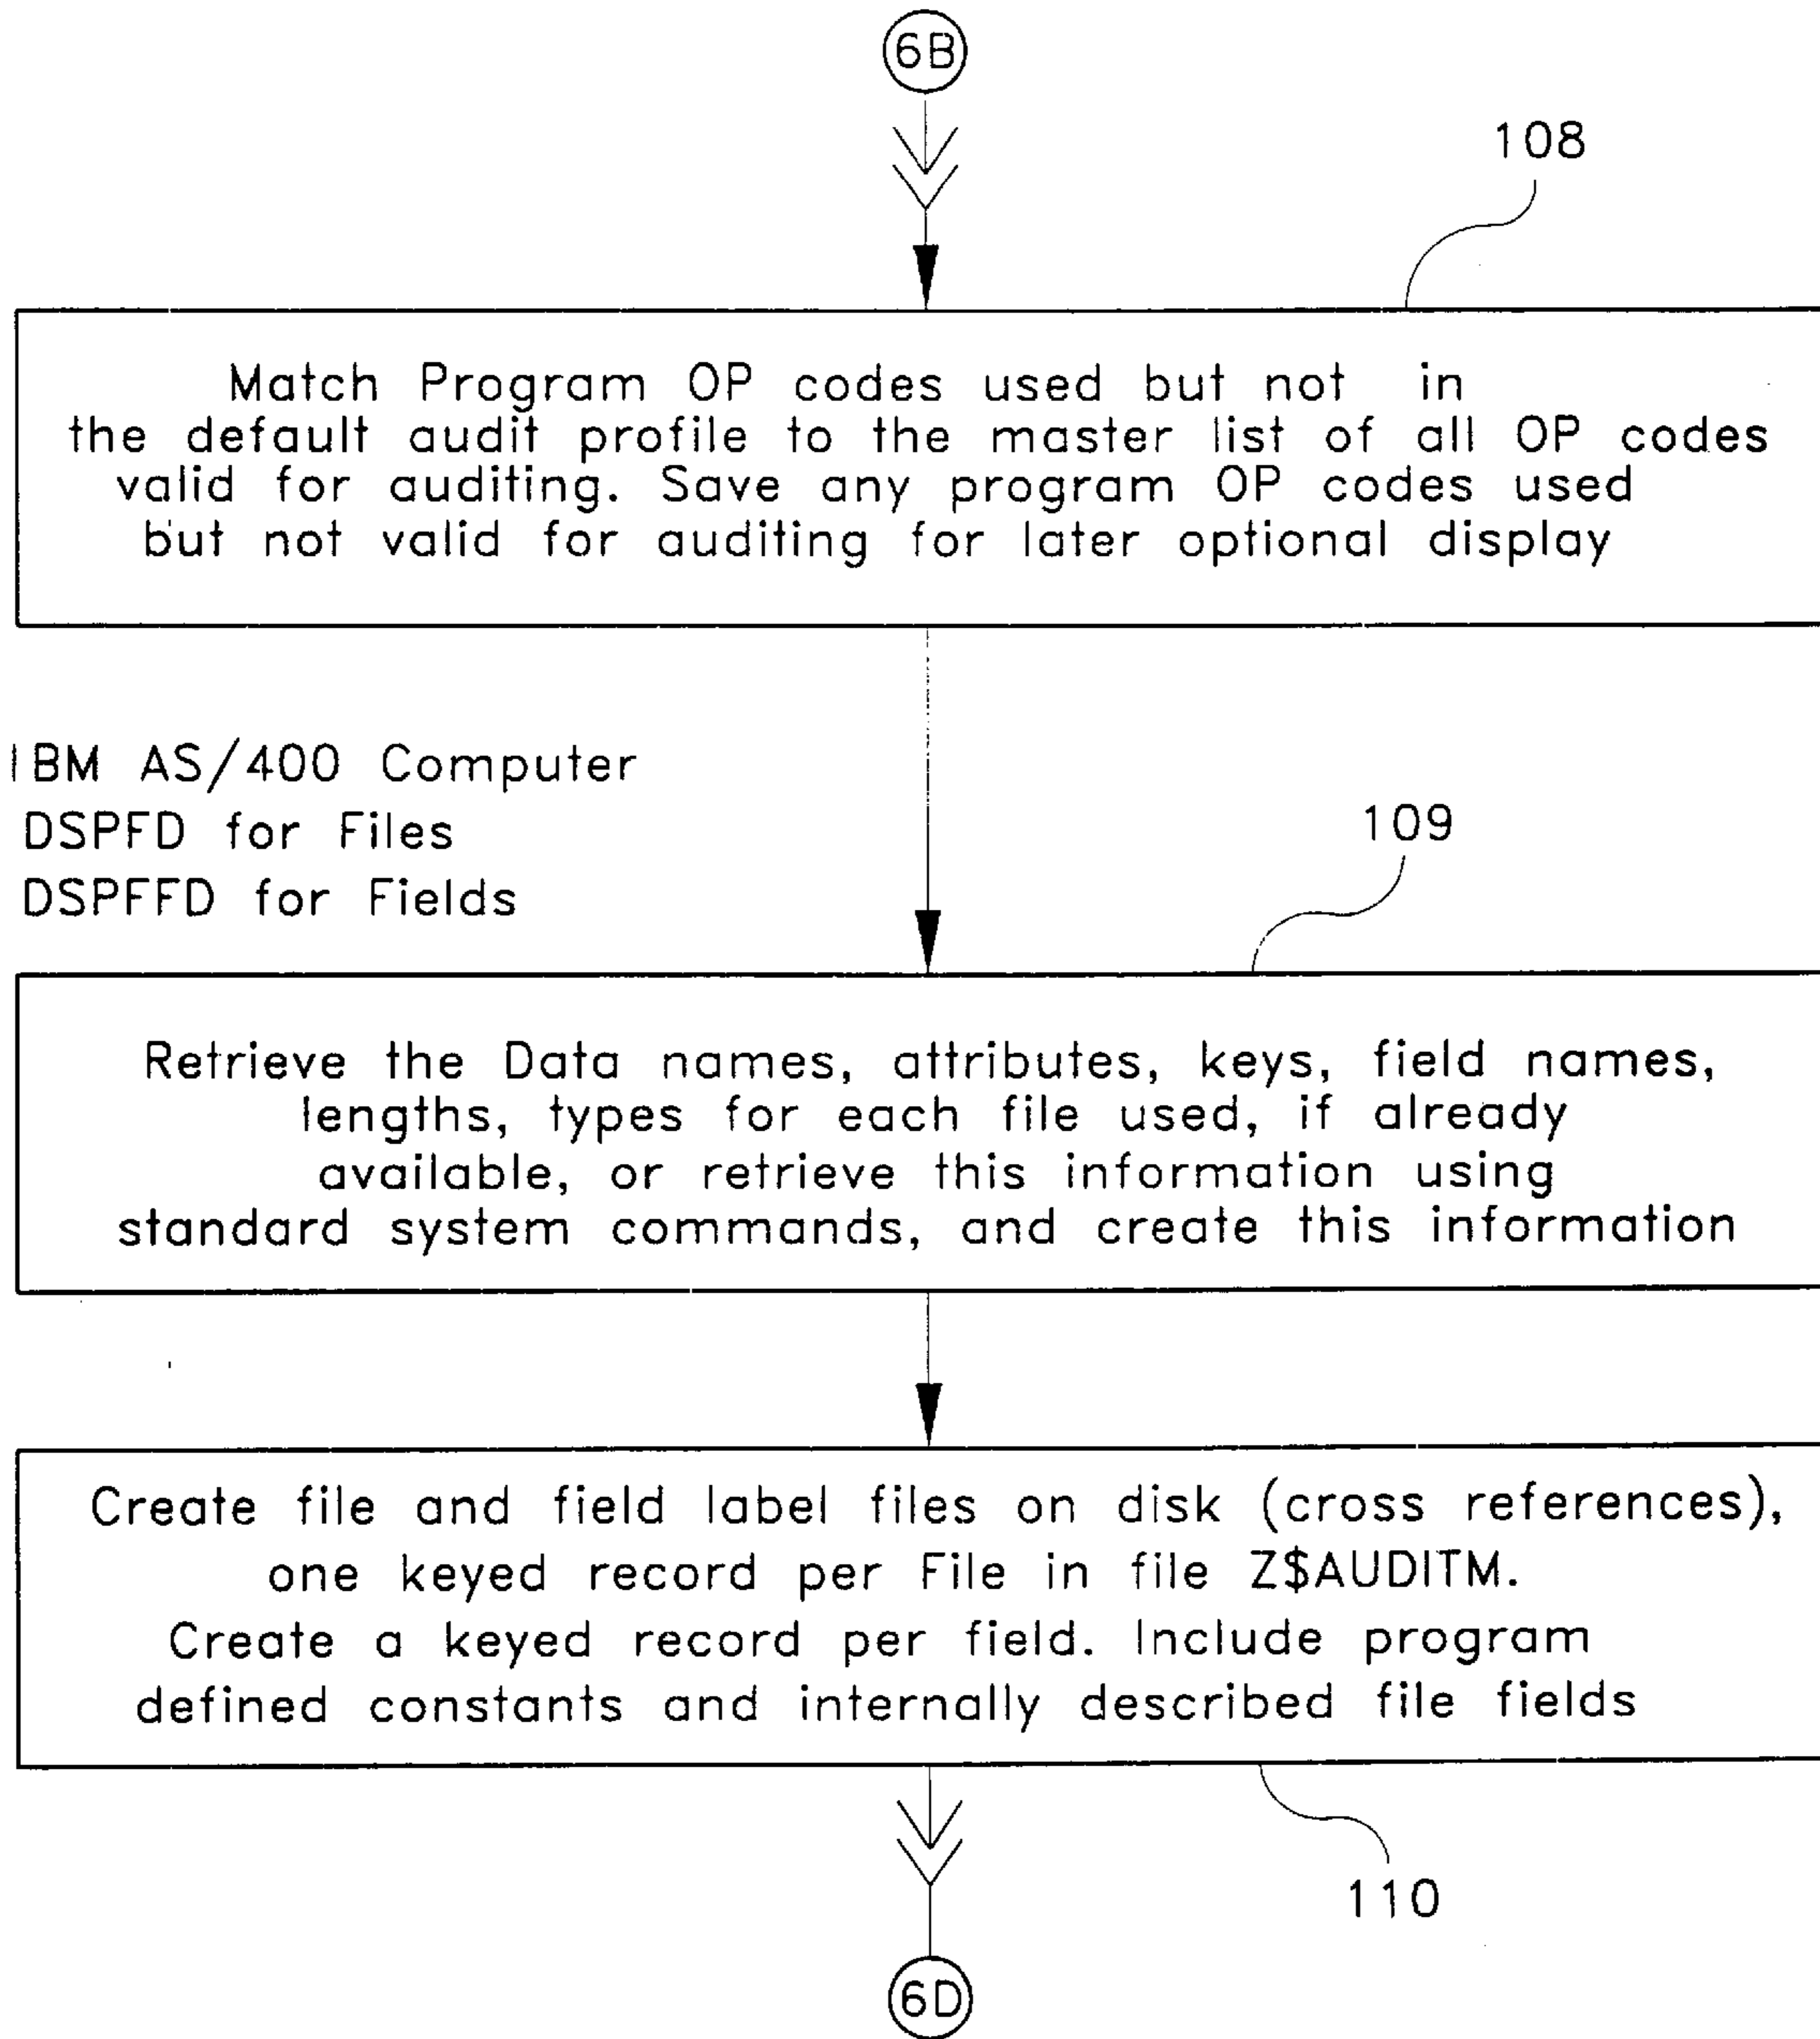 6B
108
Match Program OP codes used but not in
the default audit profile to the master list of all OP codes
valid for auditing. Save any program OP codes used
but not valid for auditing for later optional display
IBM AS/400 Computer
DSPFD for Files
DSPFFD for Fields
109
Retrieve the Data names, attributes, keys, field names,
lengths, types for each file used, if already
available, or retrieve this information using
standard system commands, and create this information
Create file and field label files on disk (cross references),
one keyed record per File in file Z$AUDITM.
Create a keyed record per field. Include program
defined constants and internally described file fields
110
6D